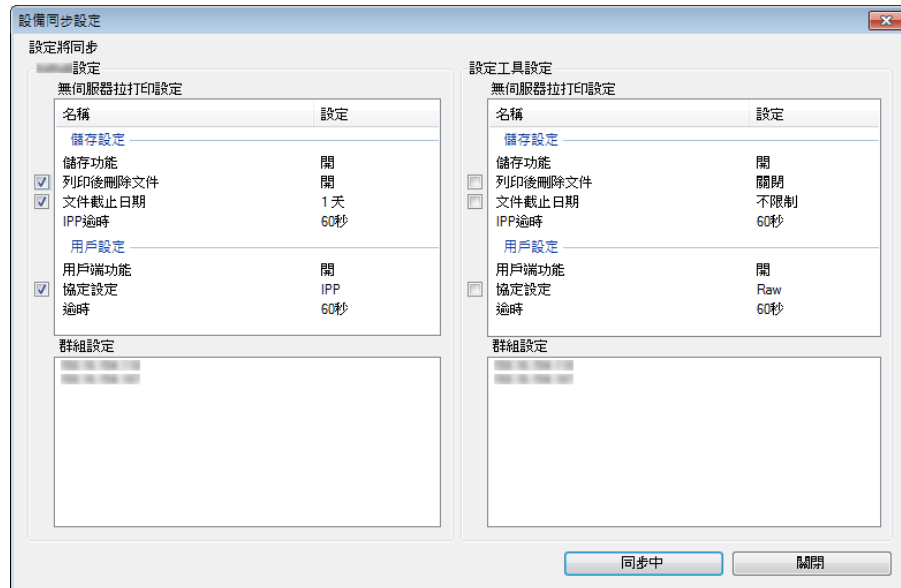 設備同步設定
設定將同步
設定
無伺服器拉打印設定
名稱 設定
儲存設定
儲存功能 開
列印後刪除文件 開
文件截止日期 1天
IPP逾時 60秒
用戶設定
用戶端功能 開
協定設定 IPP
逾時 60秒
群組設定
設定工具設定
無伺服器拉打印設定
名稱 設定
儲存設定
儲存功能 開
列印後刪除文件 關閉
文件截止日期 不限制
IPP逾時 60秒
用戶設定
用戶端功能 開
協定設定 Raw
逾時 60秒
群組設定
同步中 關閉